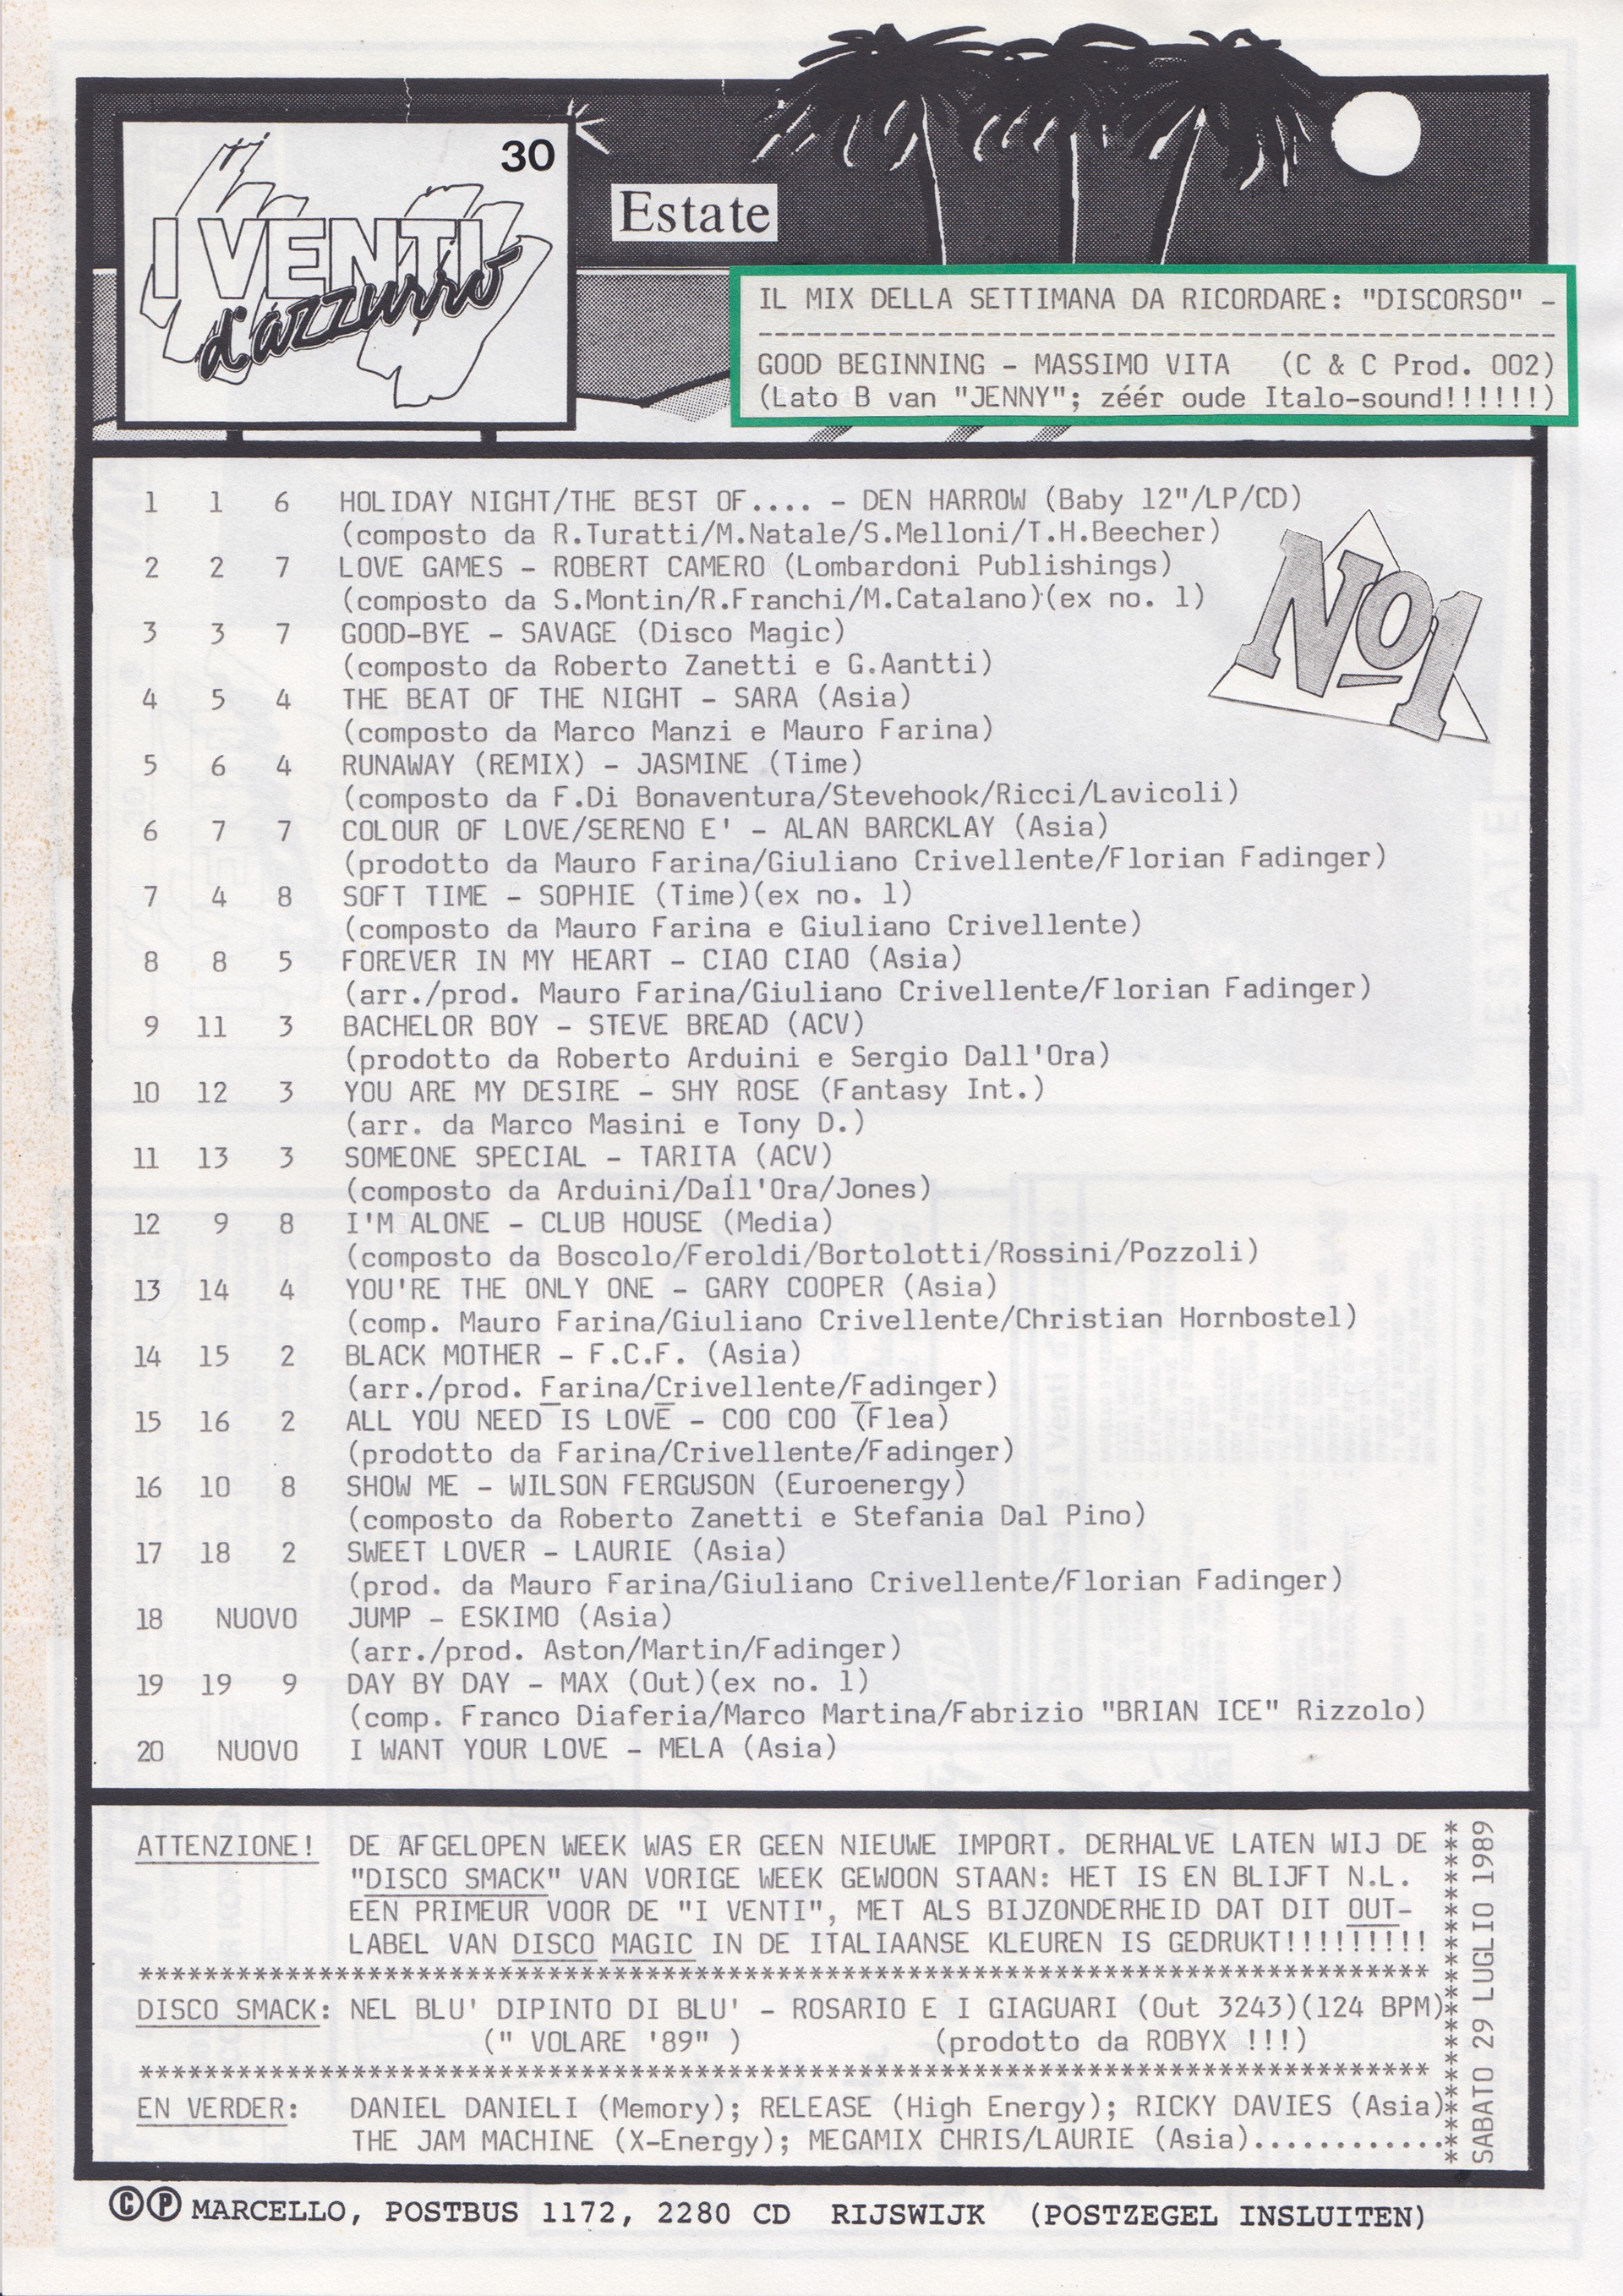 30
I VENTI
d'azzurro
Estate
IL MIX DELLA SETTIMANA DA RICORDARE: "DISCORSO" -
-------------------------------------------------
GOOD BEGINNING - MASSIMO VITA (C & C Prod. 002)
(Lato B van "JENNY"; zéér oude Italo-sound!!!!!!)
1 1 6 HOLIDAY NIGHT/THE BEST OF.... - DEN HARROW (Baby 12"/LP/CD)
(composto da R.Turatti/M.Natale/S.Melloni/T.H.Beecher)
No1
2 2 7 LOVE GAMES - ROBERT CAMERO (Lombardoni Publishings)
(composto da S.Montin/R.Franchi/M.Catalano)(ex no. 1)
3 3 7 GOOD-BYE - SAVAGE (Disco Magic)
(composto da Roberto Zanetti e G.Aantti)
4 5 4 THE BEAT OF THE NIGHT - SARA (Asia)
(composto da Marco Manzi e Mauro Farina)
5 6 4 RUNAWAY (REMIX) - JASMINE (Time)
(composto da F.Di Bonaventura/Stevehook/Ricci/Lavicoli)
6 7 7 COLOUR OF LOVE/SERENO E' - ALAN BARCKLAY (Asia)
(prodotto da Mauro Farina/Giuliano Crivellente/Florian Fadinger)
7 4 8 SOFT TIME - SOPHIE (Time)(ex no. 1)
(composto da Mauro Farina e Giuliano Crivellente)
8 8 5 FOREVER IN MY HEART - CIAO CIAO (Asia)
(arr./prod. Mauro Farina/Giuliano Crivellente/Florian Fadinger)
9 11 3 BACHELOR BOY - STEVE BREAD (ACV)
(prodotto da Roberto Arduini e Sergio Dall'Ora)
10 12 3 YOU ARE MY DESIRE - SHY ROSE (Fantasy Int.)
(arr. da Marco Masini e Tony D.)
11 13 3 SOMEONE SPECIAL - TARITA (ACV)
(composto da Arduini/Dall'Ora/Jones)
12 9 8 I'M ALONE - CLUB HOUSE (Media)
(composto da Boscolo/Feroldi/Bortolotti/Rossini/Pozzoli)
13 14 4 YOU'RE THE ONLY ONE - GARY COOPER (Asia)
(comp. Mauro Farina/Giuliano Crivellente/Christian Hornbostel)
14 15 2 BLACK MOTHER - F.C.F. (Asia)
(arr./prod. Farina/Crivellente/Fadinger)
15 16 2 ALL YOU NEED IS LOVE - COO COO (Flea)
(prodotto da Farina/Crivellente/Fadinger)
16 10 8 SHOW ME - WILSON FERGUSON (Euroenergy)
(composto da Roberto Zanetti e Stefania Dal Pino)
17 18 2 SWEET LOVER - LAURIE (Asia)
(prod. da Mauro Farina/Giuliano Crivellente/Florian Fadinger)
18 NUOVO JUMP - ESKIMO (Asia)
(arr./prod. Aston/Martin/Fadinger)
19 19 9 DAY BY DAY - MAX (Out)(ex no. 1)
(comp. Franco Diaferia/Marco Martina/Fabrizio "BRIAN ICE" Rizzolo)
20 NUOVO I WANT YOUR LOVE - MELA (Asia)
ATTENZIONE! DE AFGELOPEN WEEK WAS ER GEEN NIEUWE IMPORT. DERHALVE LATEN WIJ DE
"DISCO SMACK" VAN VORIGE WEEK GEWOON STAAN: HET IS EN BLIJFT N.L.
EEN PRIMEUR VOOR DE "I VENTI", MET ALS BIJZONDERHEID DAT DIT OUT-
LABEL VAN DISCO MAGIC IN DE ITALIAANSE KLEUREN IS GEDRUKT!!!!!!!!!
*******************************************************************************
DISCO SMACK: NEL BLU' DIPINTO DI BLU' - ROSARIO E I GIAGUARI (Out 3243)(124 BPM)
(" VOLARE '89" ) (prodotto da ROBYX !!!)
*******************************************************************************
EN VERDER: DANIEL DANIELI (Memory); RELEASE (High Energy); RICKY DAVIES (Asia)
THE JAM MACHINE (X-Energy); MEGAMIX CHRIS/LAURIE (Asia)............
SABATO 29 LUGLIO 1989
©Ⓟ MARCELLO, POSTBUS 1172, 2280 CD RIJSWIJK (POSTZEGEL INSLUITEN)